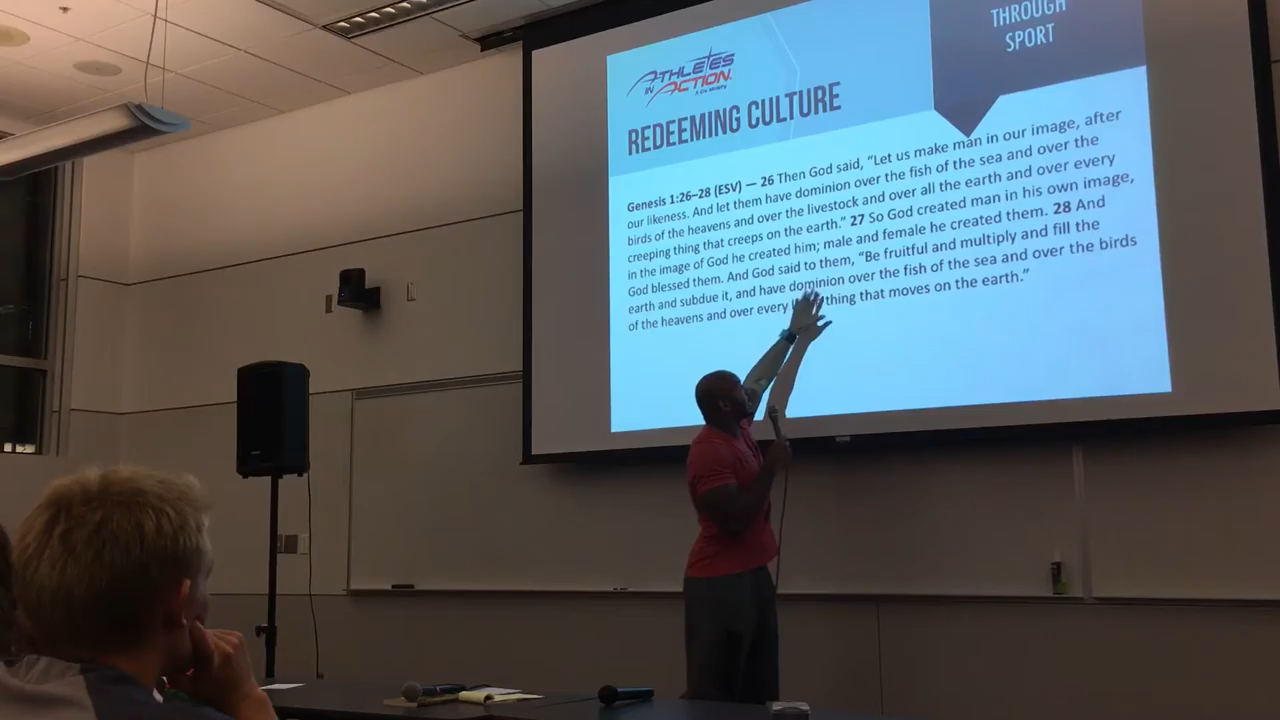 THROUGH
SPORT
ATHLETES
IN ACTION
A Cru Ministry
REDEEMING CULTURE
Genesis 1:26–28 (ESV) — 26 Then God said, “Let us make man in our image, after
our likeness. And let them have dominion over the fish of the sea and over the
birds of the heavens and over the livestock and over all the earth and over every
creeping thing that creeps on the earth.” 27 So God created man in his own image,
in the image of God he created him; male and female he created them. 28 And
God blessed them. And God said to them, “Be fruitful and multiply and fill the
earth and subdue it, and have dominion over the fish of the sea and over the birds
of the heavens and over every thing that moves on the earth.”